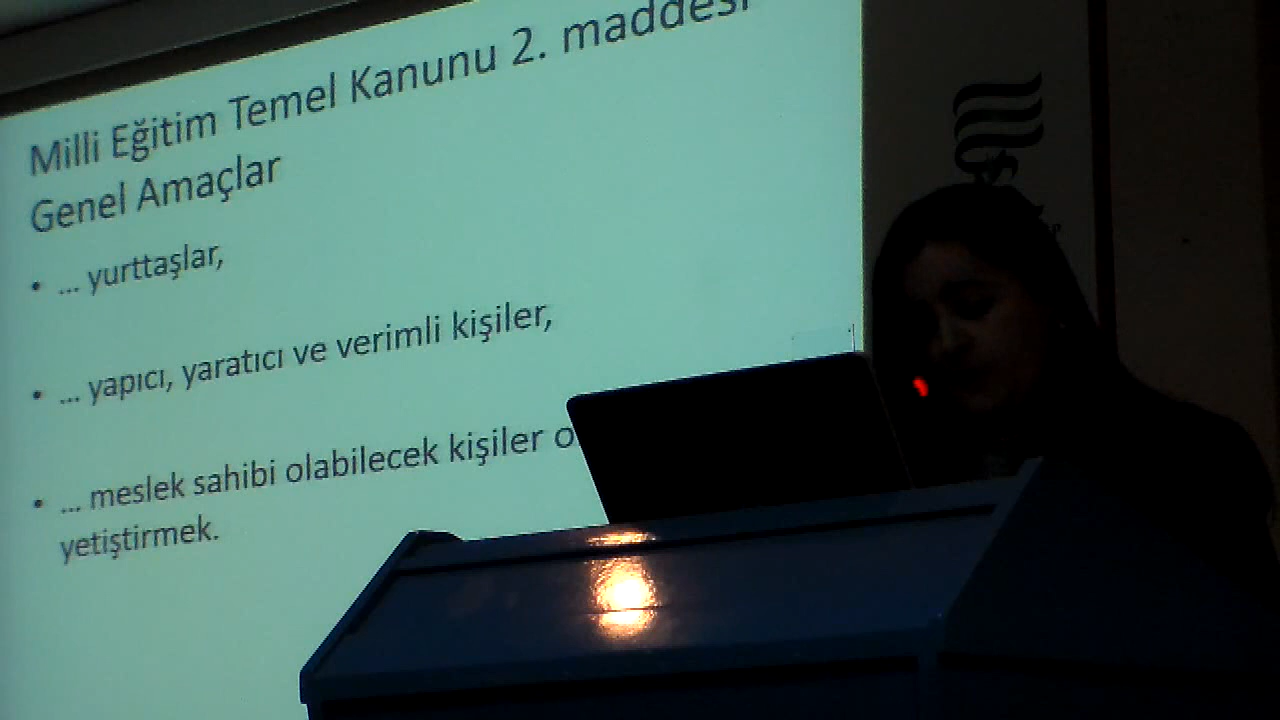 Milli Eğitim Temel Kanunu 2. maddesi
Genel Amaçlar
• ... yurttaşlar,
• ... yapıcı, yaratıcı ve verimli kişiler,
• ... meslek sahibi olabilecek kişiler
yetiştirmek.